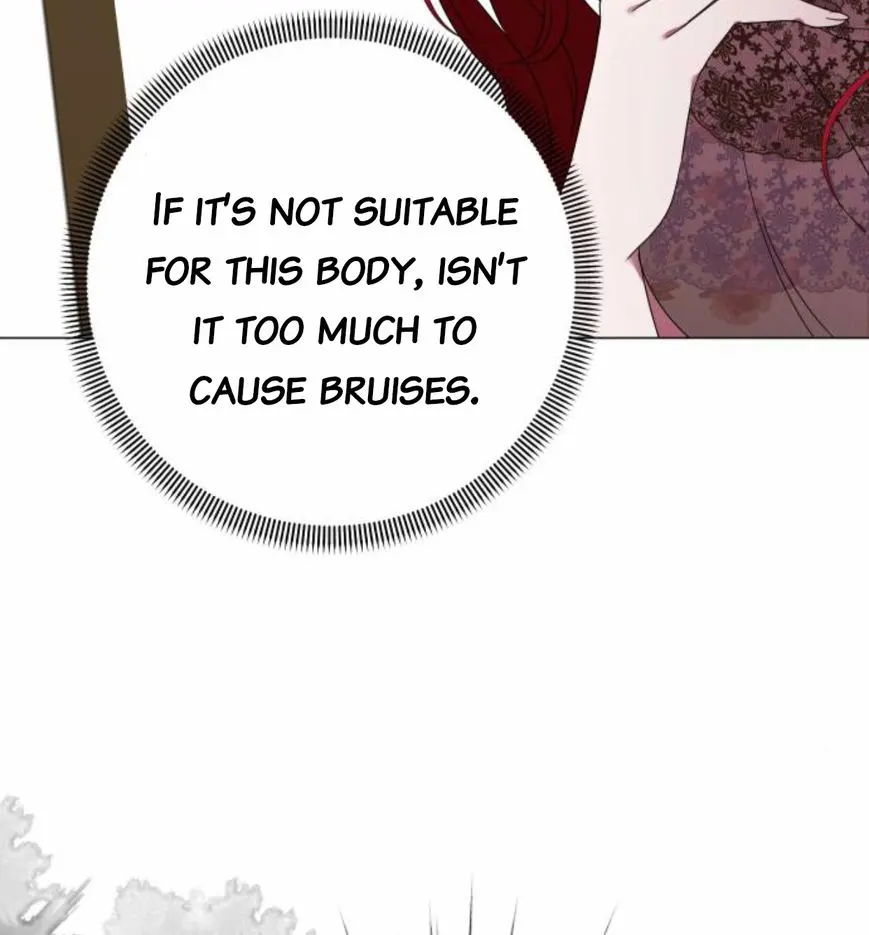 IF IT'S NOT SUITABLE
FOR THIS BODY, ISN'T
IT TOO MUCH TO
CAUSE BRUISES.